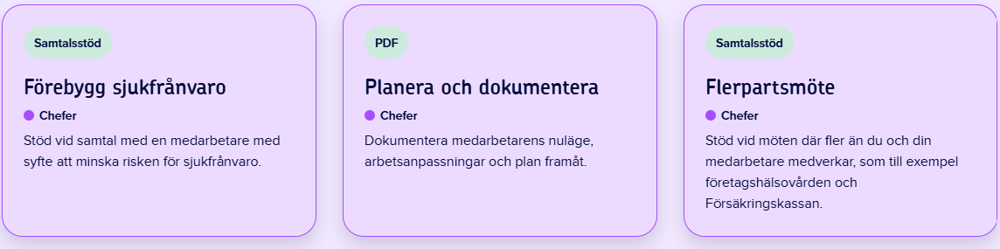 Samtalsstöd
Förebygg sjukfrånvaro
Chefer
Stöd vid samtal med en medarbetare med
syfte att minska risken för sjukfrånvaro.
PDF
Planera och dokumentera
Chefer
Dokumentera medarbetarens nuläge,
arbetsanpassningar och plan framåt.
Samtalsstöd
Flerpartsmöte
Chefer
Stöd vid möten där fler än du och din
medarbetare medverkar, som till exempel
företagshälsovården och
Försäkringskassan.